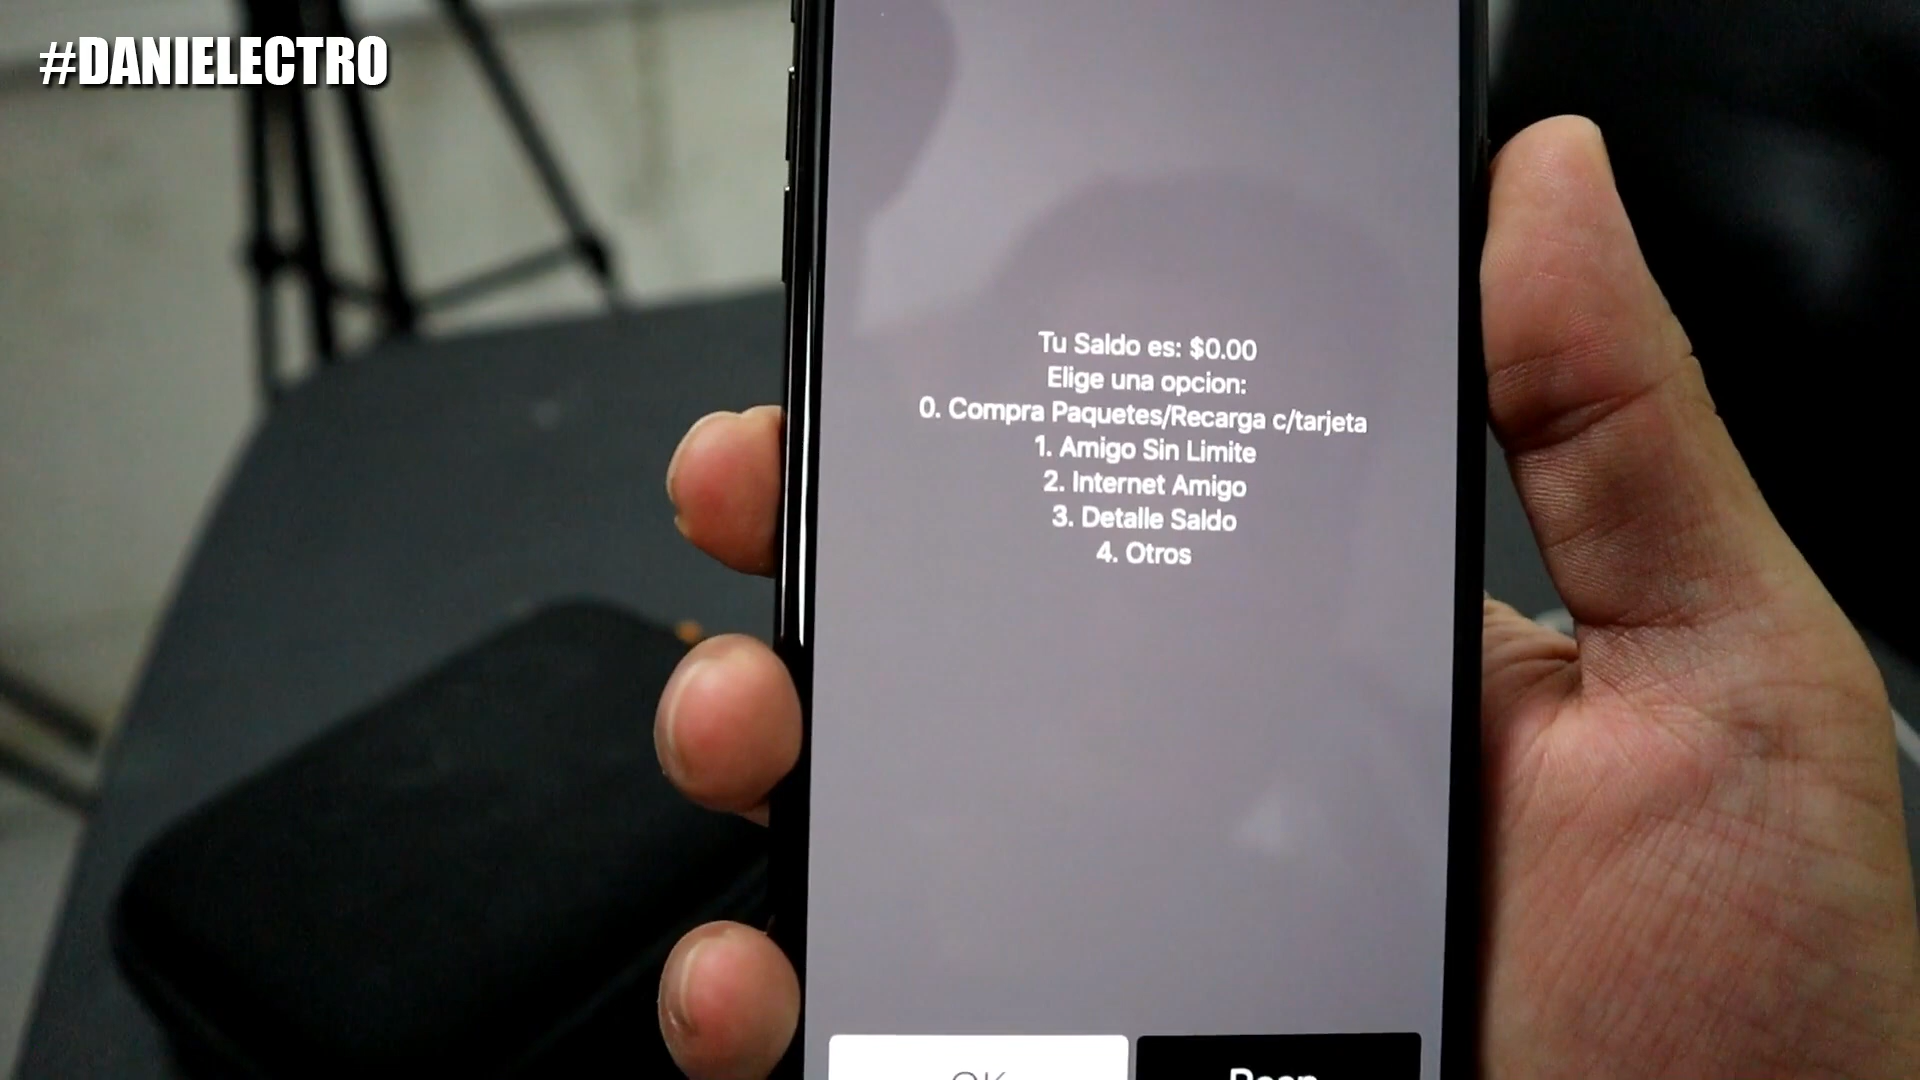 #DANIELECTRO
Tu Saldo es: $0.00
Elige una opcion:
0. Compra Paquetes/Recarga c/tarjeta
1. Amigo Sin Limite
2. Internet Amigo
3. Detalle Saldo
4. Otros
OK